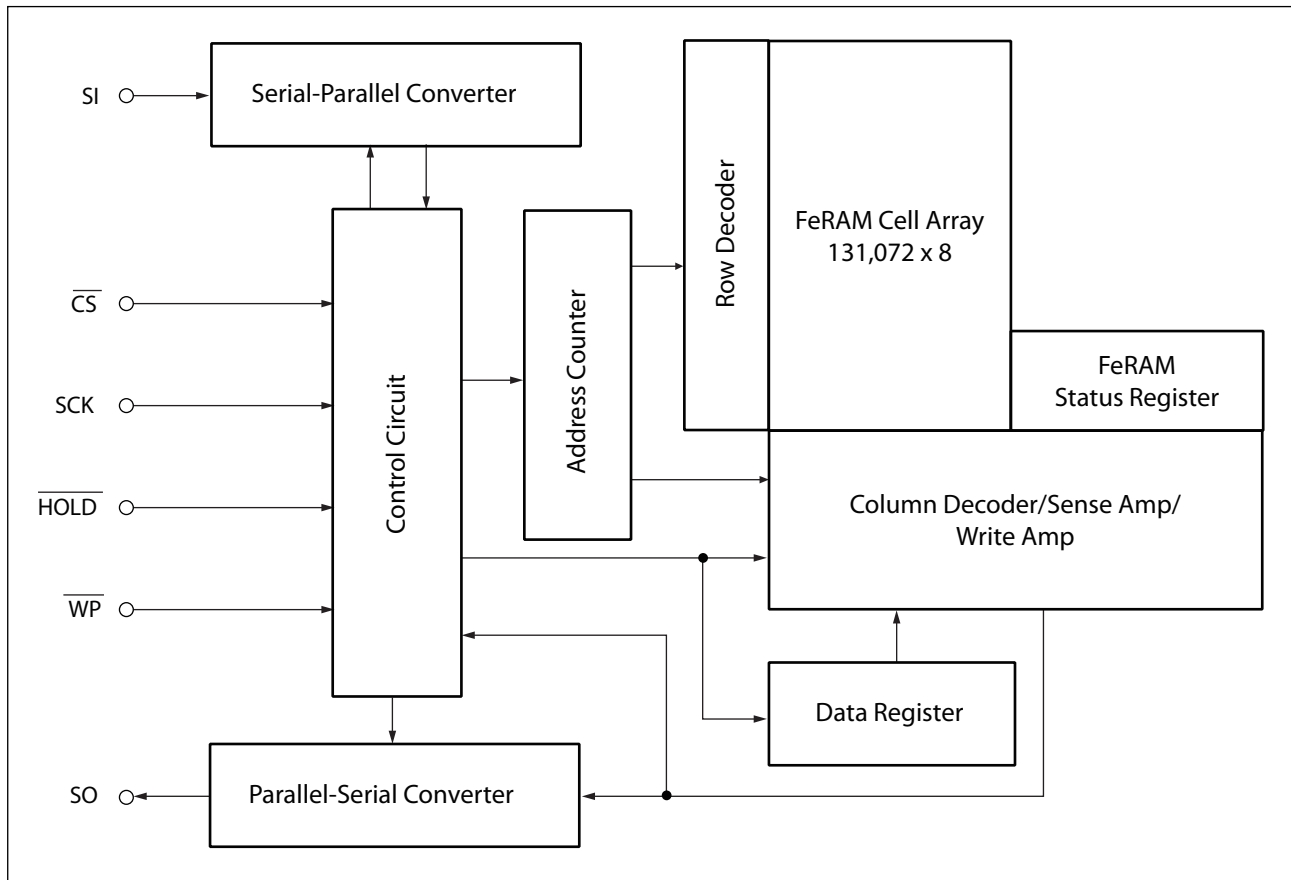 SI
Serial-Parallel Converter
CS
SCK
HOLD
WP
Control Circuit
Address Counter
Row Decoder
FeRAM Cell Array
131,072 x 8
FeRAM
Status Register
Column Decoder/Sense Amp/
Write Amp
Data Register
SO
Parallel-Serial Converter